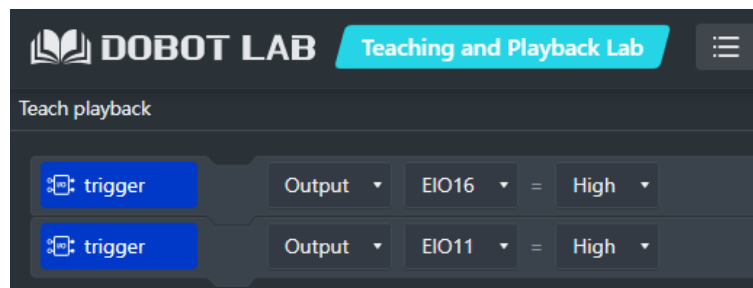 DOBOT LAB Teaching and Playback Lab
Teach playback
I/O trigger Output EIO16 = High
I/O trigger Output EIO11 = High